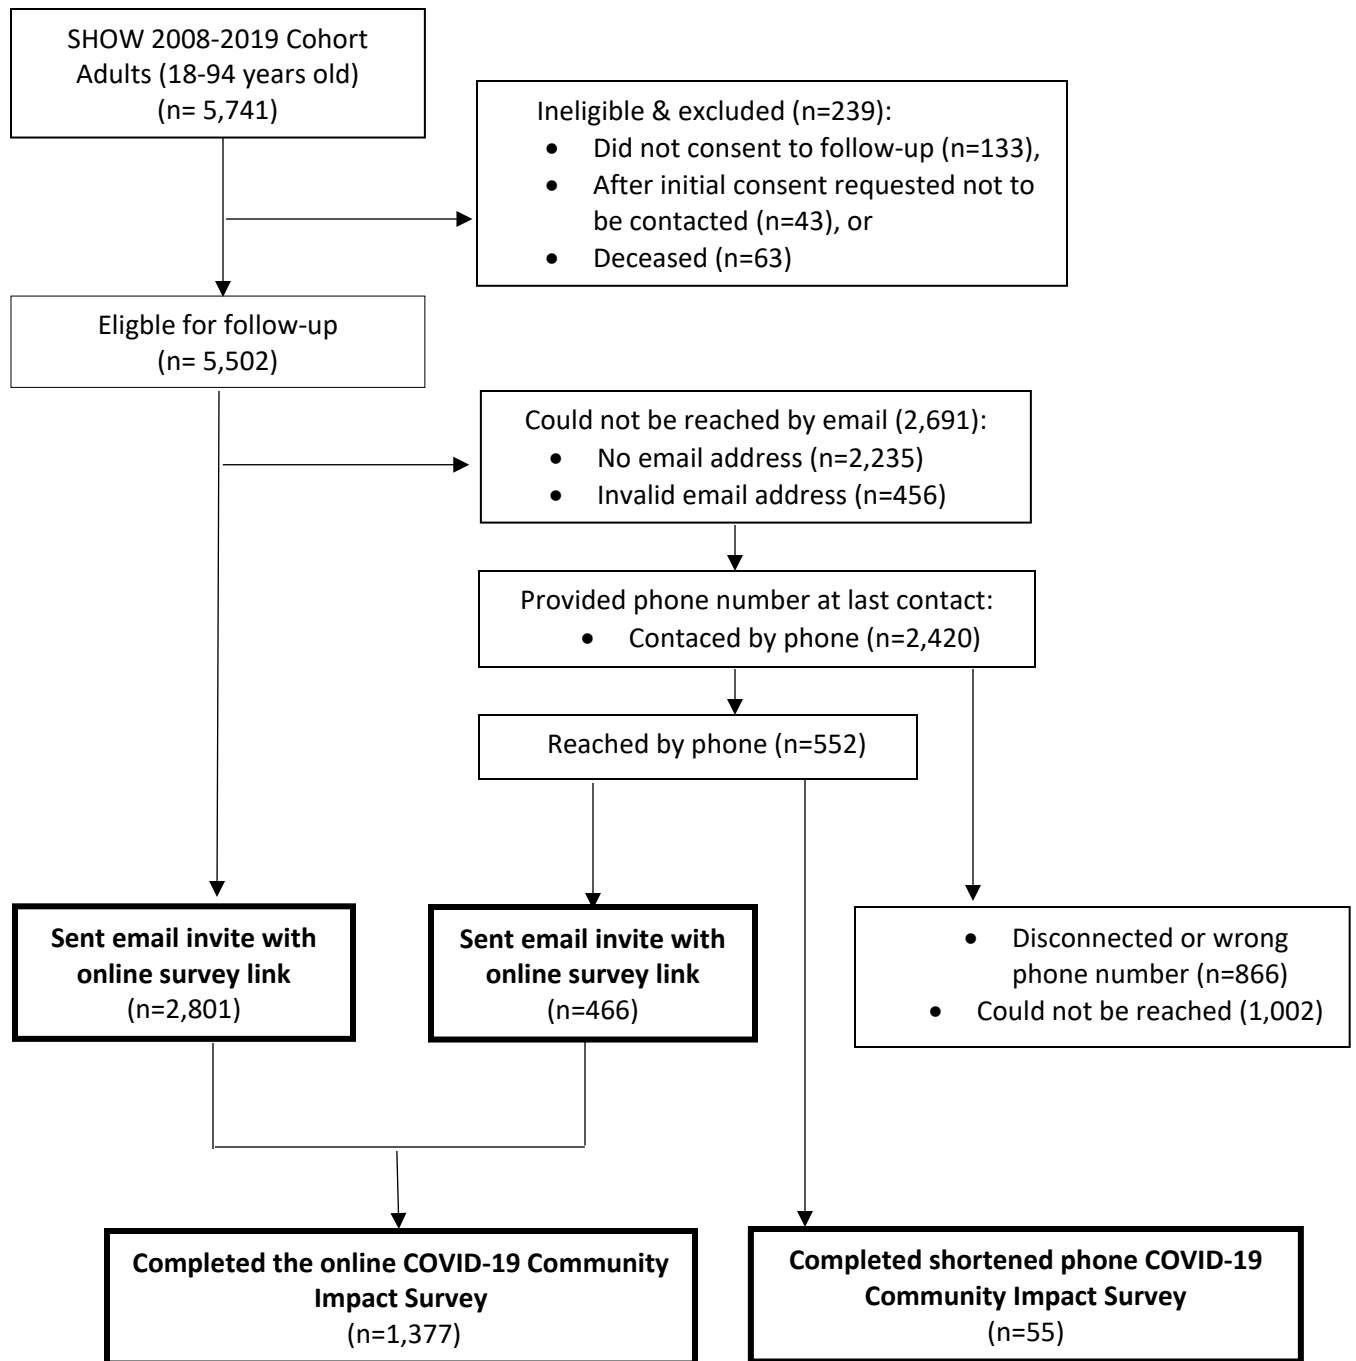 SHOW 2008-2019 Cohort
Adults (18-94 years old)
(n= 5,741)
Ineligible & excluded (n=239):
• Did not consent to follow-up (n=133),
• After initial consent requested not to
be contacted (n=43), or
• Deceased (n=63)
Eligble for follow-up
(n= 5,502)
Could not be reached by email (2,691):
• No email address (n=2,235)
• Invalid email address (n=456)
Provided phone number at last contact:
• Contaced by phone (n=2,420)
Reached by phone (n=552)
Sent email invite with
online survey link
(n=2,801)
Sent email invite with
online survey link
(n=466)
• Disconnected or wrong
phone number (n=866)
• Could not be reached (1,002)
Completed the online COVID-19 Community
Impact Survey
(n=1,377)
Completed shortened phone COVID-19
Community Impact Survey
(n=55)